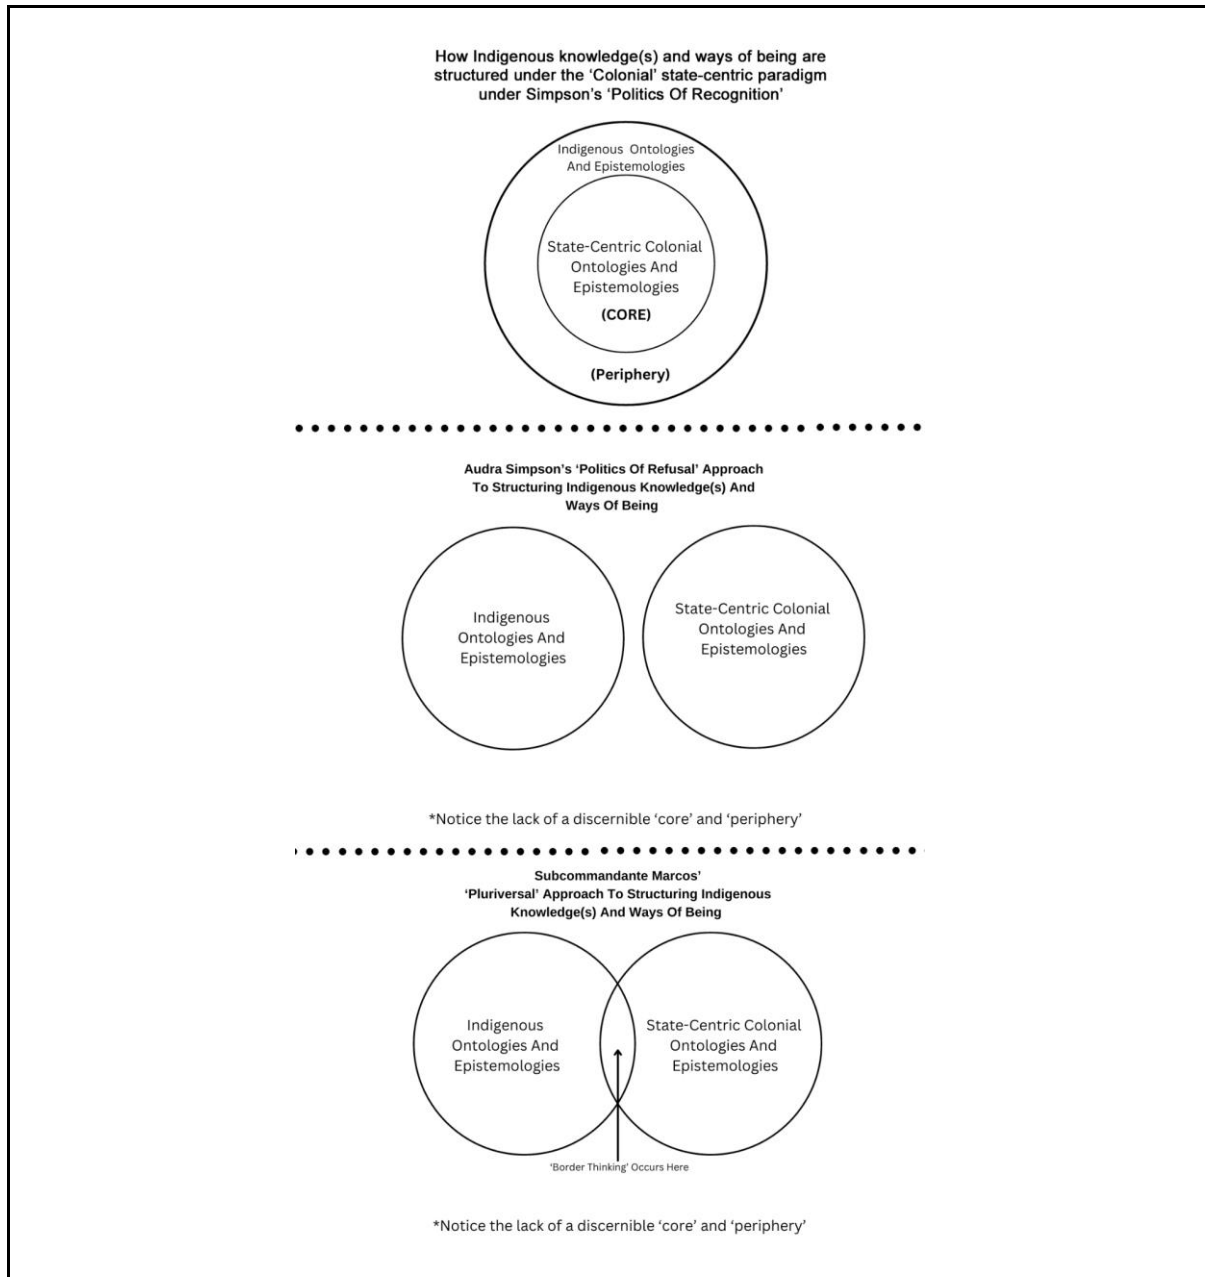 How Indigenous knowledge(s) and ways of being are
structured under the ‘Colonial’ state-centric paradigm
under Simpson’s ‘Politics Of Recognition’
Indigenous Ontologies
And Epistemologies
State-Centric Colonial
Ontologies And
Epistemologies
(CORE)
(Periphery)
Audra Simpson’s ‘Politics Of Refusal’ Approach
To Structuring Indigenous Knowledge(s) And
Ways Of Being
Indigenous
Ontologies And
Epistemologies
State-Centric Colonial
Ontologies And
Epistemologies
*Notice the lack of a discernible ‘core’ and ‘periphery’
Subcommandante Marcos’
‘Pluriversal’ Approach To Structuring Indigenous
Knowledge(s) And Ways Of Being
Indigenous
Ontologies And
Epistemologies
State-Centric Colonial
Ontologies And
Epistemologies
‘Border Thinking’ Occurs Here
*Notice the lack of a discernible ‘core’ and ‘periphery’